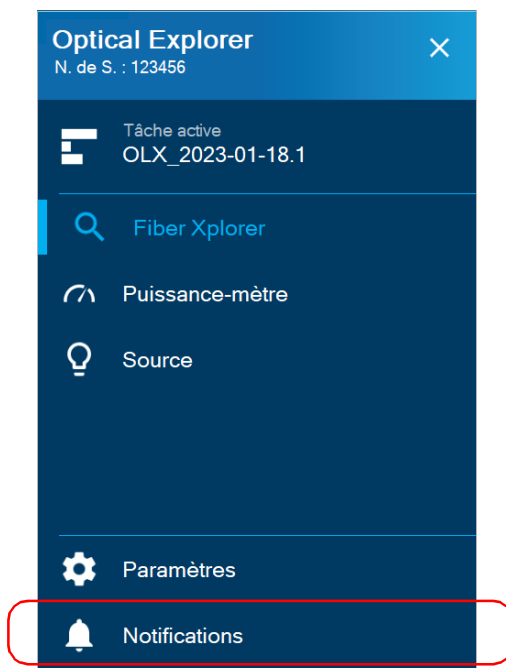 Optical Explorer
N. de S. : 123456
Tâche active
OLX_2023-01-18.1
Fiber Xplorer
Puissance-mètre
Source
Paramètres
Notifications